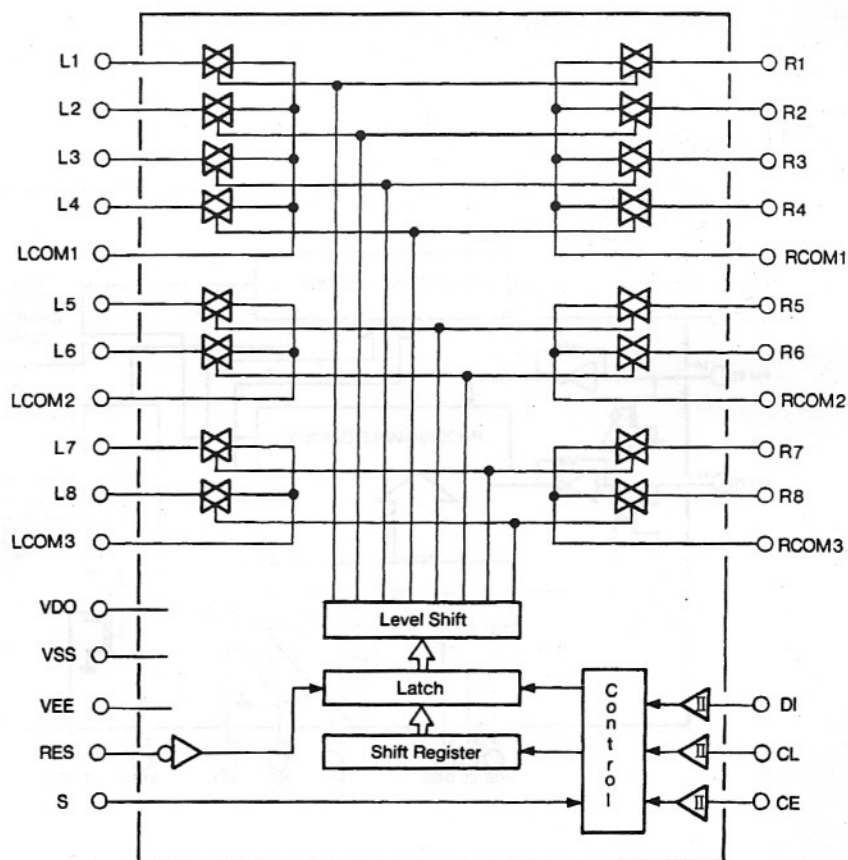 L1
R1
L2
R2
L3
R3
L4
R4
LCOM1
RCOM1
L5
R5
L6
R6
LCOM2
RCOM2
L7
R7
L8
R8
LCOM3
RCOM3
VDO
Level Shift
VSS
Latch
Control
VEE
DI
RES
Shift Register
CL
S
CE